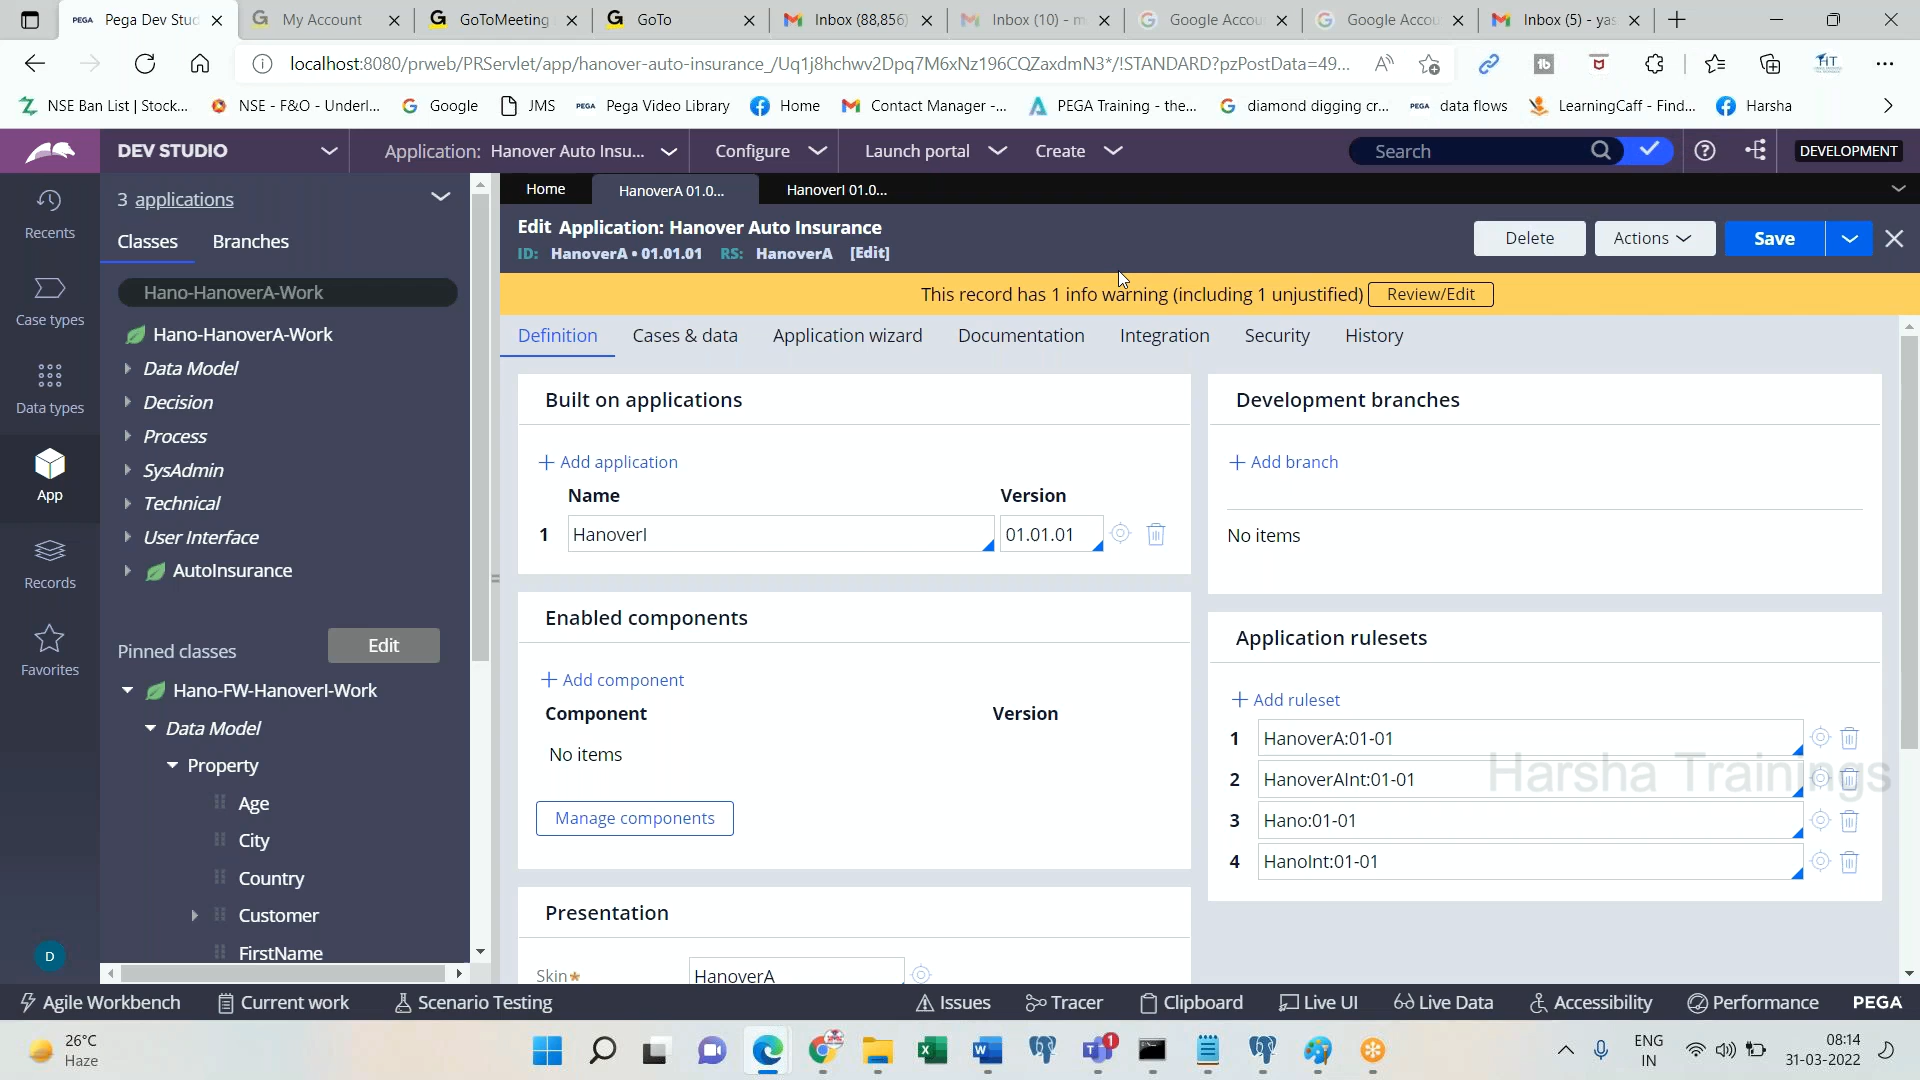 Pega Dev Stud
My Account
GoToMeeting
GoTo
Inbox (88,856)
Inbox (10) - m
Google Accou
Google Accou
Inbox (5) - yas
localhost:8080/prweb/PRServlet/app/hanover-auto-insurance_/Uq1j8hchwv2Dpq7M6xNz196CQZaxdmN3*/!STANDARD?pzPostData=49...
NSE Ban List | Stock...
NSE - F&O - Underl...
Google
JMS
Pega Video Library
Home
Contact Manager -...
PEGA Training - the...
diamond digging cr...
data flows
LearningCaff - Find...
Harsha
DEV STUDIO
Application: Hanover Auto Insu...
Configure
Launch portal
Create
Search
DEVELOPMENT
Recents
Case types
Data types
App
Records
Favorites
D
3 applications
Classes
Branches
Hano-HanoverA-Work
Hano-HanoverA-Work
Data Model
Decision
Process
SysAdmin
Technical
User Interface
AutoInsurance
Pinned classes
Edit
Hano-FW-HanoverI-Work
Data Model
Property
Age
City
Country
Customer
FirstName
Home
HanoverA 01.0...
HanoverI 01.0...
Edit Application: Hanover Auto Insurance
ID: HanoverA • 01.01.01 RS: HanoverA [Edit]
Delete
Actions
Save
This record has 1 info warning (including 1 unjustified)
Review/Edit
Definition
Cases & data
Application wizard
Documentation
Integration
Security
History
Built on applications
Add application
Name
Version
1
HanoverI
01.01.01
Enabled components
Add component
Component
Version
No items
Manage components
Presentation
Skin*
HanoverA
Development branches
Add branch
No items
Application rulesets
Add ruleset
1 HanoverA:01-01
2 HanoverAInt:01-01
3 Hano:01-01
4 HanoInt:01-01
Harsha Trainings
Agile Workbench
Current work
Scenario Testing
Issues
Tracer
Clipboard
Live UI
Live Data
Accessibility
Performance
PEGA
26°C
Haze
1
ENG
IN
08:14
31-03-2022